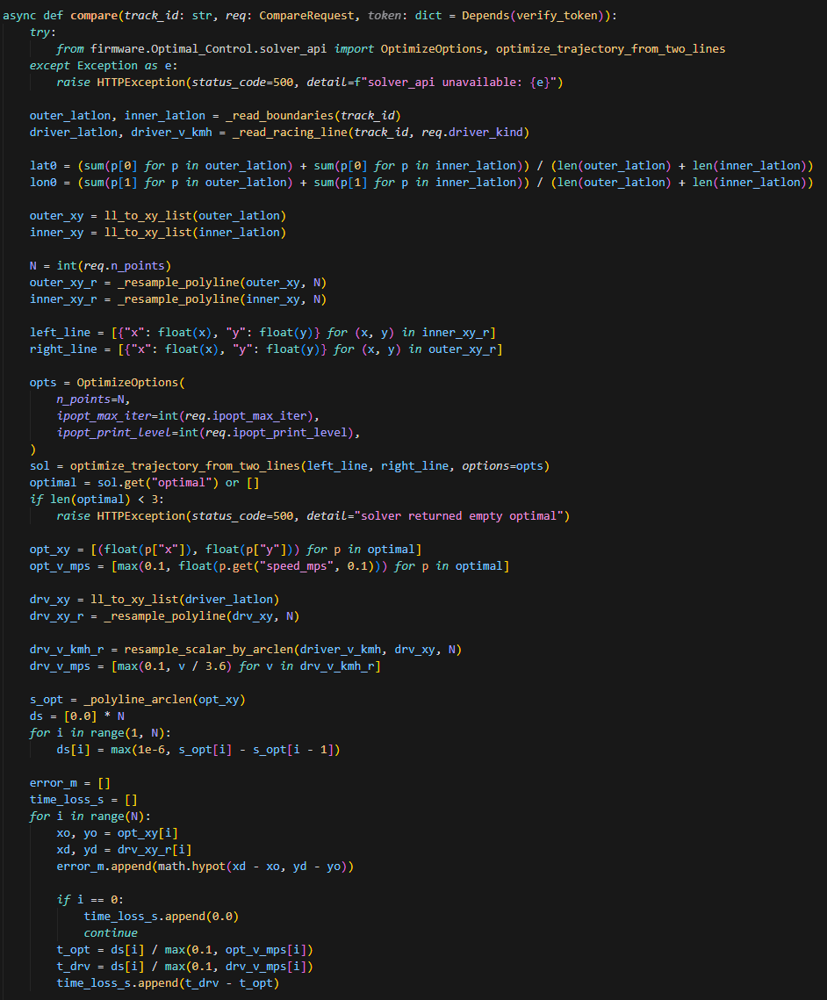 async def compare(track_id: str, req: CompareRequest, token: dict = Depends(verify_token)):
    try:
        from firmware.Optimal_Control.solver_api import OptimizeOptions, optimize_trajectory_from_two_lines
    except Exception as e:
        raise HTTPException(status_code=500, detail=f"solver_api unavailable: {e}")

    outer_latlon, inner_latlon = _read_boundaries(track_id)
    driver_latlon, driver_v_kmh = _read_racing_line(track_id, req.driver_kind)

    lat0 = (sum(p[0] for p in outer_latlon) + sum(p[0] for p in inner_latlon)) / (len(outer_latlon) + len(inner_latlon))
    lon0 = (sum(p[1] for p in outer_latlon) + sum(p[1] for p in inner_latlon)) / (len(outer_latlon) + len(inner_latlon))

    outer_xy = ll_to_xy_list(outer_latlon)
    inner_xy = ll_to_xy_list(inner_latlon)

    N = int(req.n_points)
    outer_xy_r = _resample_polyline(outer_xy, N)
    inner_xy_r = _resample_polyline(inner_xy, N)

    left_line = [{"x": float(x), "y": float(y)} for (x, y) in inner_xy_r]
    right_line = [{"x": float(x), "y": float(y)} for (x, y) in outer_xy_r]

    opts = OptimizeOptions(
        n_points=N,
        ipopt_max_iter=int(req.ipopt_max_iter),
        ipopt_print_level=int(req.ipopt_print_level),
    )
    sol = optimize_trajectory_from_two_lines(left_line, right_line, options=opts)
    optimal = sol.get("optimal") or []
    if len(optimal) < 3:
        raise HTTPException(status_code=500, detail="solver returned empty optimal")

    opt_xy = [(float(p["x"]), float(p["y"])) for p in optimal]
    opt_v_mps = [max(0.1, float(p.get("speed_mps", 0.1))) for p in optimal]

    drv_xy = ll_to_xy_list(driver_latlon)
    drv_xy_r = _resample_polyline(drv_xy, N)

    drv_v_kmh_r = resample_scalar_by_arclen(driver_v_kmh, drv_xy, N)
    drv_v_mps = [max(0.1, v / 3.6) for v in drv_v_kmh_r]

    s_opt = _polyline_arclen(opt_xy)
    ds = [0.0] * N
    for i in range(1, N):
        ds[i] = max(1e-6, s_opt[i] - s_opt[i - 1])

    error_m = []
    time_loss_s = []
    for i in range(N):
        xo, yo = opt_xy[i]
        xd, yd = drv_xy_r[i]
        error_m.append(math.hypot(xd - xo, yd - yo))

        if i == 0:
            time_loss_s.append(0.0)
            continue
        t_opt = ds[i] / max(0.1, opt_v_mps[i])
        t_drv = ds[i] / max(0.1, drv_v_mps[i])
        time_loss_s.append(t_drv - t_opt)